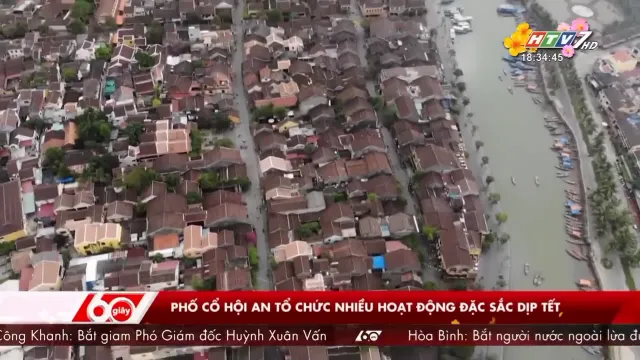 HTV7 HD
18:34:45
60 giây
PHỐ CỔ HỘI AN TỔ CHỨC NHIỀU HOẠT ĐỘNG ĐẶC SẮC DỊP TẾT
Công Khanh: Bắt giam Phó Giám đốc Huỳnh Xuân Vấn 60 Hòa Bình: Bắt người nước ngoài lừa đ